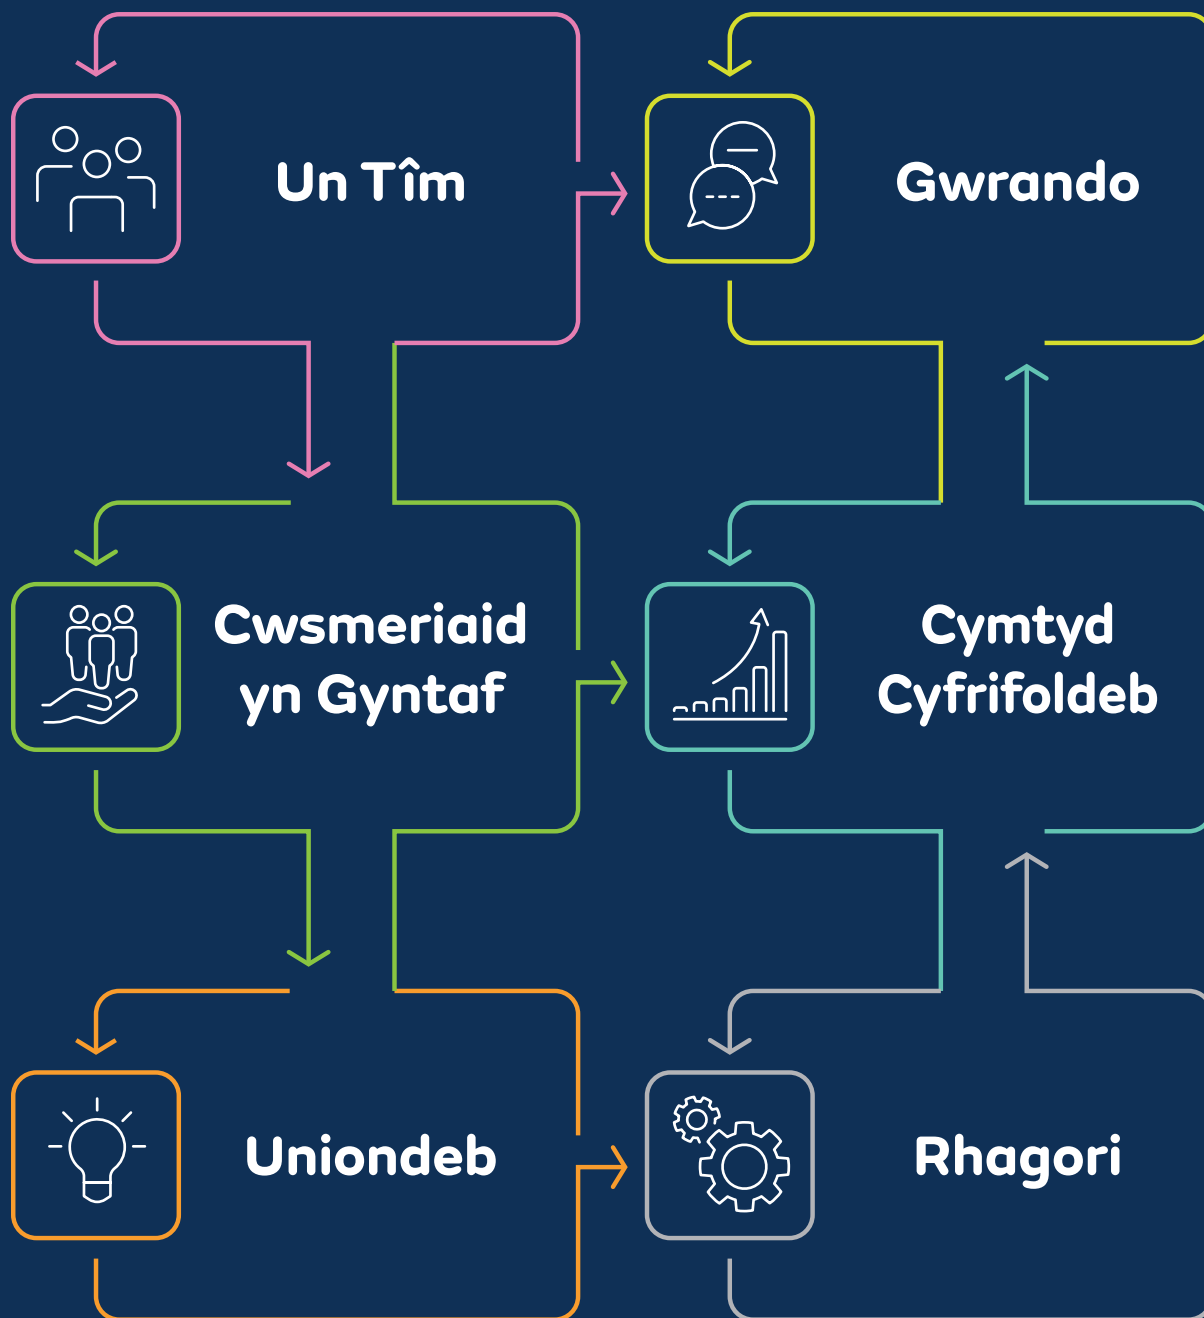 Un Tîm
Gwrando
Cwsmeriaid
yn Gyntaf
Cymtyd
Cyfrifoldeb
Uniondeb
Rhagori